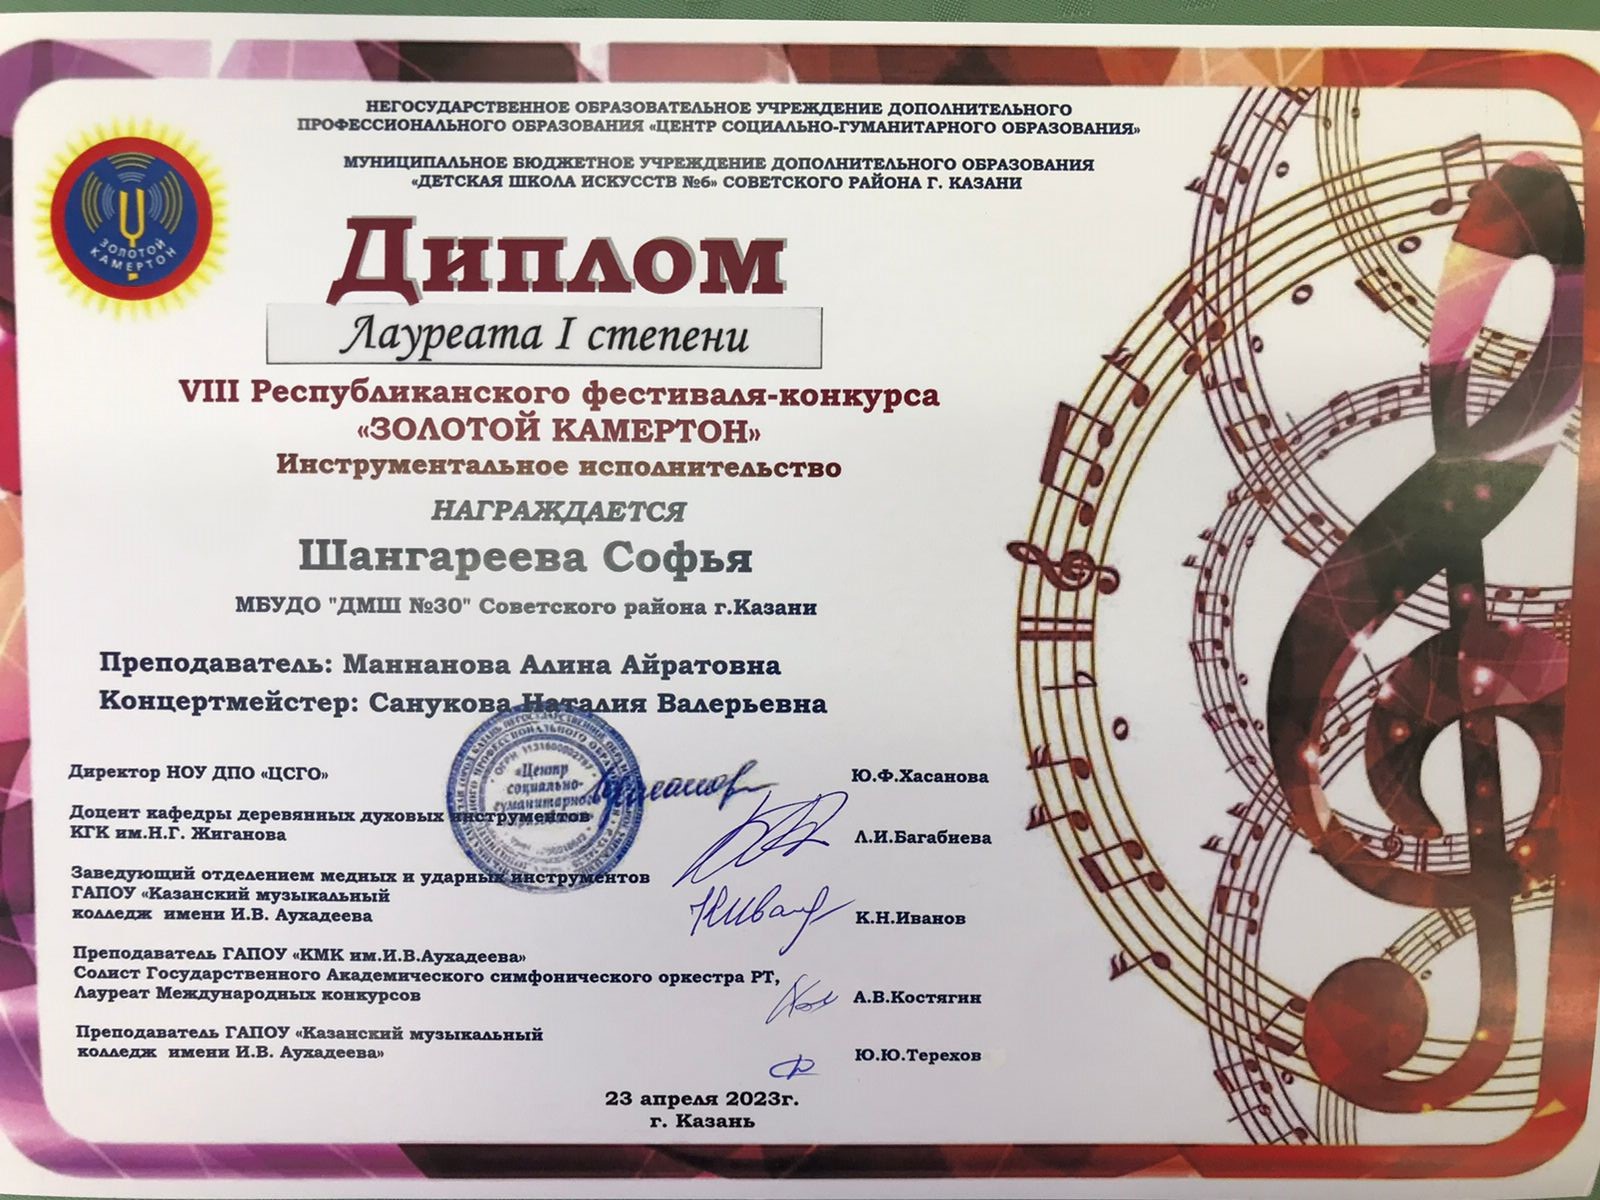 НЕГОСУДАРСТВЕННОЕ ОБРАЗОВАТЕЛЬНОЕ УЧРЕЖДЕНИЕ ДОПОЛНИТЕЛЬНОГО
ПРОФЕССИОНАЛЬНОГО ОБРАЗОВАНИЯ «ЦЕНТР СОЦИАЛЬНО-ГУМАНИТАРНОГО ОБРАЗОВАНИЯ»
МУНИЦИПАЛЬНОЕ БЮДЖЕТНОЕ УЧРЕЖДЕНИЕ ДОПОЛНИТЕЛЬНОГО ОБРАЗОВАНИЯ
«ДЕТСКАЯ ШКОЛА ИСКУССТВ №6» СОВЕТСКОГО РАЙОНА Г. КАЗАНИ
ЗОЛОТОЙ
КАМЕРТОН
Диплом
Лауреата I степени
VIII Республиканского фестиваля-конкурса
«ЗОЛОТОЙ КАМЕРТОН»
Инструментальное исполнительство
НАГРАЖДАЕТСЯ
Шангареева Софья
МБУДО "ДМШ №30" Советского района г.Казани
Преподаватель: Маннанова Алина Айратовна
Концертмейстер: Санукова Наталия Валерьевна
Директор НОУ ДПО «ЦСГО» Ю.Ф.Хасанова
«Центр
социально-
гуманитарного
Доцент кафедры деревянных духовых инструментов
КГК им.Н.Г. Жиганова Л.И.Багабиева
Заведующий отделением медных и ударных инструментов
ГАПОУ «Казанский музыкальный
колледж имени И.В. Аухадеева К.Н.Иванов
Преподаватель ГАПОУ «КМК им.И.В.Аухадеева»
Солист Государственного Академического симфонического оркестра РТ,
Лауреат Международных конкурсов А.В.Костягин
Преподаватель ГАПОУ «Казанский музыкальный
колледж имени И.В. Аухадеева» Ю.Ю.Терехов
23 апреля 2023г.
г. Казань